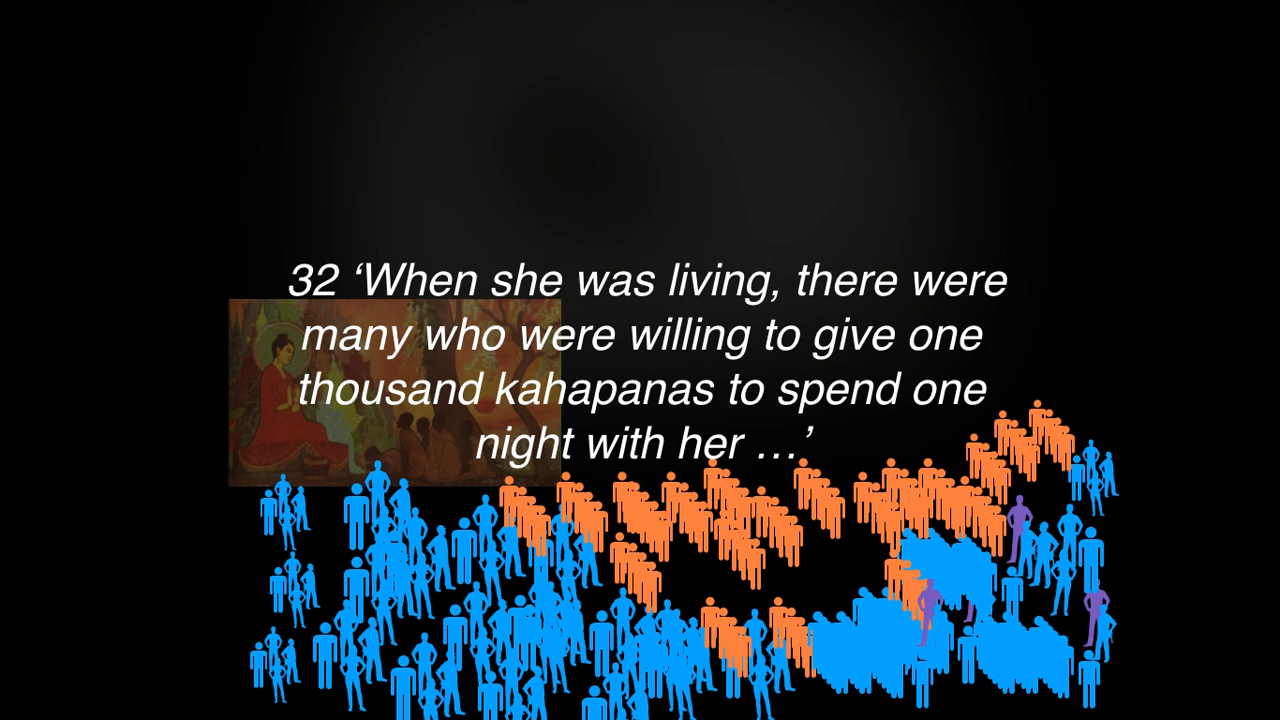 32 ‘When she was living, there were
many who were willing to give one
thousand kahapanas to spend one
night with her …’